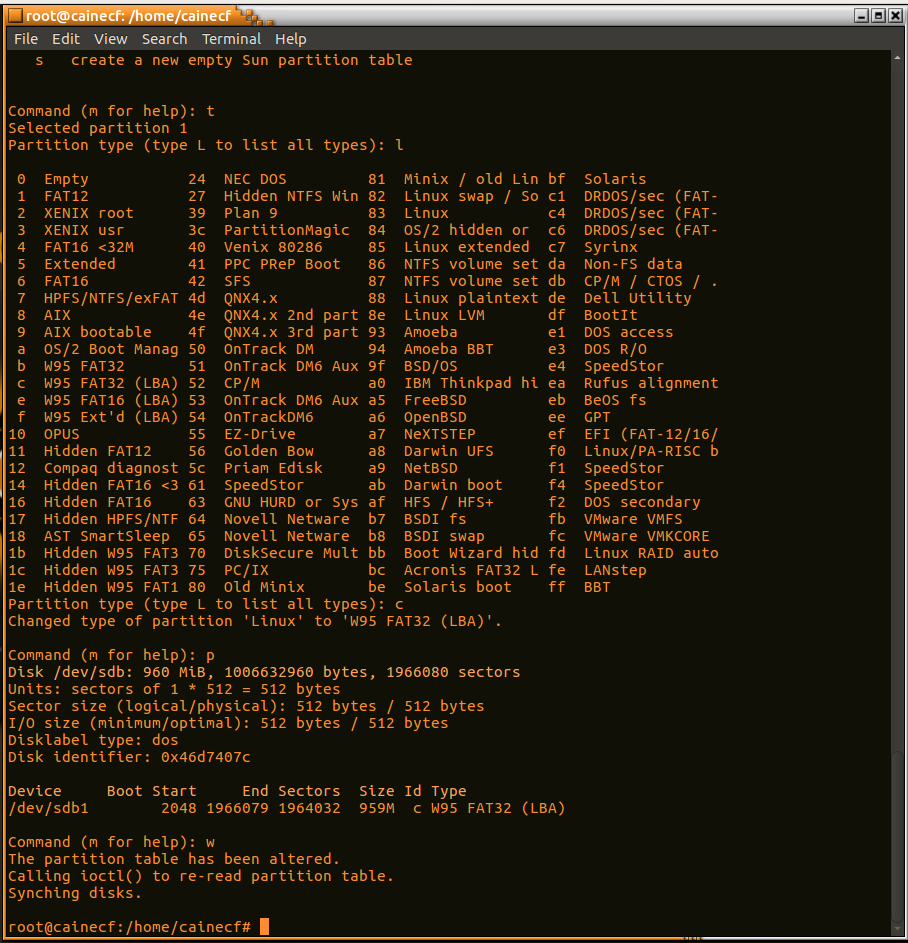 root@cainecf: /home/cainecf
File Edit View Search Terminal Help
   s   create a new empty Sun partition table

Command (m for help): t
Selected partition 1
Partition type (type L to list all types): l

 0  Empty           24  NEC DOS         81  Minix / old Lin bf  Solaris
 1  FAT12           27  Hidden NTFS Win 82  Linux swap / So c1  DRDOS/sec (FAT-
 2  XENIX root      39  Plan 9          83  Linux           c4  DRDOS/sec (FAT-
 3  XENIX usr       3c  PartitionMagic  84  OS/2 hidden or  c6  DRDOS/sec (FAT-
 4  FAT16 <32M      40  Venix 80286     85  Linux extended  c7  Syrinx
 5  Extended        41  PPC PReP Boot   86  NTFS volume set da  Non-FS data
 6  FAT16           42  SFS             87  NTFS volume set db  CP/M / CTOS / .
 7  HPFS/NTFS/exFAT 4d  QNX4.x          88  Linux plaintext de  Dell Utility
 8  AIX             4e  QNX4.x 2nd part 8e  Linux LVM       df  BootIt
 9  AIX bootable    4f  QNX4.x 3rd part 93  Amoeba          e1  DOS access
 a  OS/2 Boot Manag 50  OnTrack DM      94  Amoeba BBT      e3  DOS R/O
 b  W95 FAT32       51  OnTrack DM6 Aux 9f  BSD/OS          e4  SpeedStor
 c  W95 FAT32 (LBA) 52  CP/M            a0  IBM Thinkpad hi ea  Rufus alignment
 e  W95 FAT16 (LBA) 53  OnTrack DM6 Aux a5  FreeBSD         eb  BeOS fs
 f  W95 Ext'd (LBA) 54  OnTrackDM6      a6  OpenBSD         ee  GPT
10  OPUS            55  EZ-Drive        a7  NeXTSTEP        ef  EFI (FAT-12/16/
11  Hidden FAT12    56  Golden Bow      a8  Darwin UFS      f0  Linux/PA-RISC b
12  Compaq diagnost 5c  Priam Edisk     a9  NetBSD          f1  SpeedStor
14  Hidden FAT16 <3 61  SpeedStor       ab  Darwin boot     f4  SpeedStor
16  Hidden FAT16    63  GNU HURD or Sys af  HFS / HFS+      f2  DOS secondary
17  Hidden HPFS/NTF 64  Novell Netware  b7  BSDI fs         fb  VMware VMFS
18  AST SmartSleep  65  Novell Netware  b8  BSDI swap       fc  VMware VMKCORE
1b  Hidden W95 FAT3 70  DiskSecure Mult bb  Boot Wizard hid fd  Linux RAID auto
1c  Hidden W95 FAT3 75  PC/IX           bc  Acronis FAT32 L fe  LANstep
1e  Hidden W95 FAT1 80  Old Minix       be  Solaris boot    ff  BBT
Partition type (type L to list all types): c
Changed type of partition 'Linux' to 'W95 FAT32 (LBA)'.

Command (m for help): p
Disk /dev/sdb: 960 MiB, 1006632960 bytes, 1966080 sectors
Units: sectors of 1 * 512 = 512 bytes
Sector size (logical/physical): 512 bytes / 512 bytes
I/O size (minimum/optimal): 512 bytes / 512 bytes
Disklabel type: dos
Disk identifier: 0x46d7407c

Device     Boot Start     End Sectors  Size Id Type
/dev/sdb1        2048 1966079 1964032  959M  c W95 FAT32 (LBA)

Command (m for help): w
The partition table has been altered.
Calling ioctl() to re-read partition table.
Synching disks.

root@cainecf:/home/cainecf#